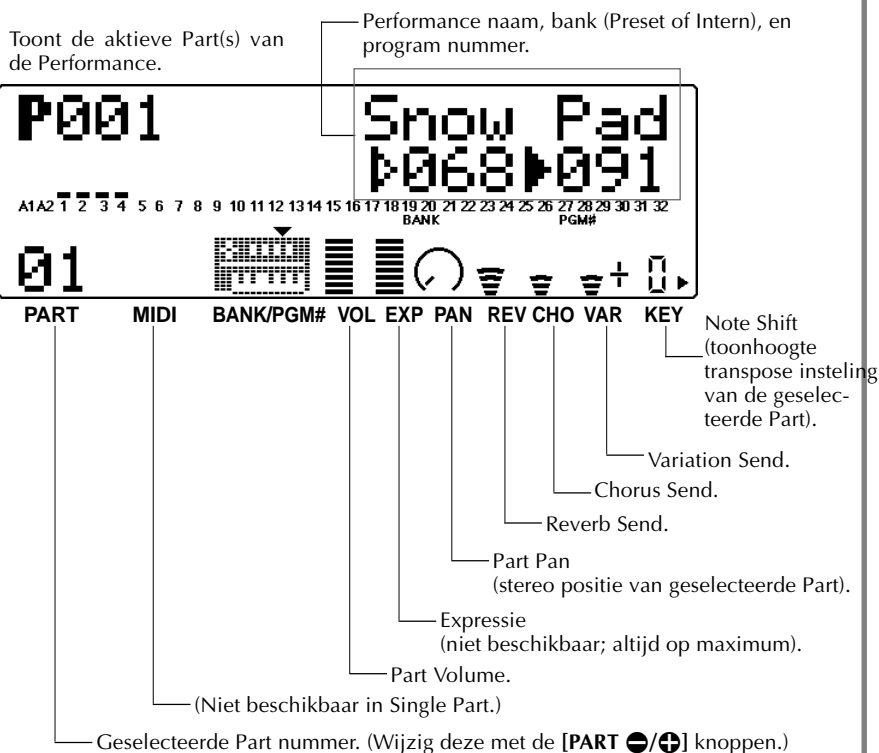 Performance naam, bank (Preset of Intern), en
program nummer.
Toont de aktieve Part(s) van
de Performance.
P001 Snow Pad
068 091
A1 A2 1 2 3 4 5 6 7 8 9 10 11 12 13 14 15 16 17 18 19 20 21 22 23 24 25 26 27 28 29 30 31 32
BANK PGM#
01 0
PART MIDI BANK/PGM# VOL EXP PAN REV CHO VAR KEY
Note Shift
(toonhoogte
transpose insteling
van de geselec-
teerde Part).
Variation Send.
Chorus Send.
Reverb Send.
Part Pan
(stereo positie van geselecteerde Part).
Expressie
(niet beschikbaar; altijd op maximum).
Part Volume.
(Niet beschikbaar in Single Part.)
Geselecteerde Part nummer. (Wijzig deze met de [PART −/+] knoppen.)